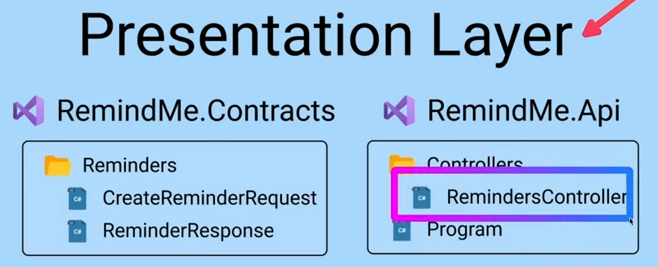 Presentation Layer
RemindMe.Contracts
Reminders
C# CreateReminderRequest
C# ReminderResponse
RemindMe.Api
Controllers
C# RemindersController
C# Program